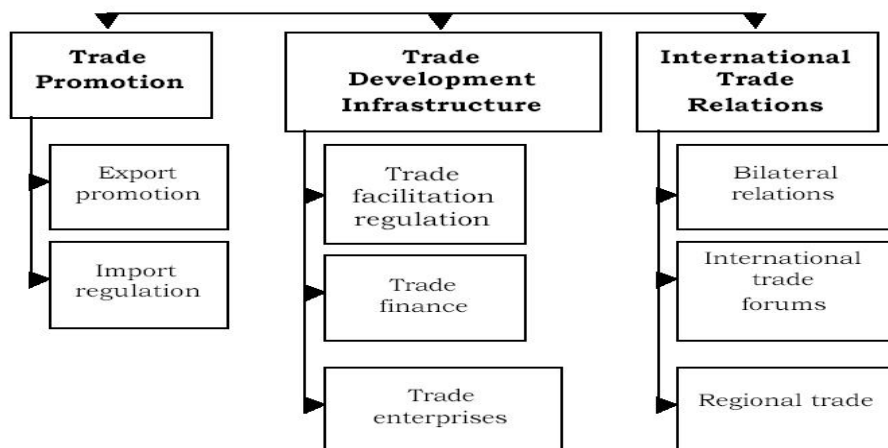 Trade
Promotion
Export
promotion
Import
regulation
Trade
Development
Infrastructure
Trade
facilitation
regulation
Trade
finance
Trade
enterprises
International
Trade
Relations
Bilateral
relations
International
trade
forums
Regional trade